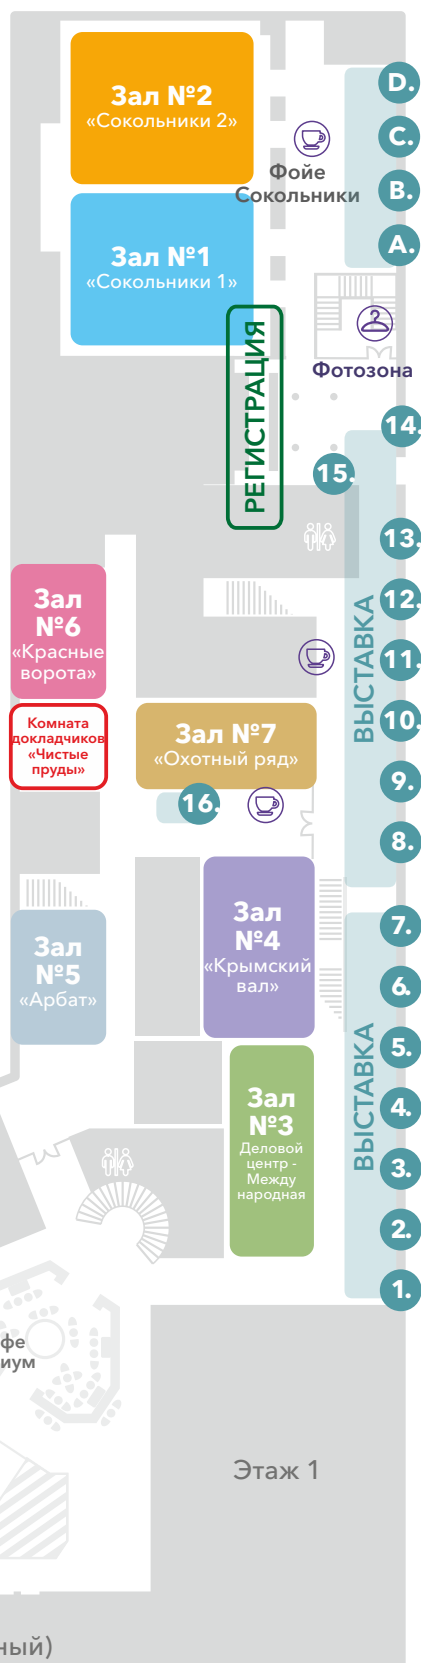 Зал №2
«Сокольники 2»
D.
C.
Фойе
Сокольники
B.
Зал №1
«Сокольники 1»
A.
Фотозона
РЕГИСТРАЦИЯ
14.
15.
13.
12.
11.
10.
9.
8.
ВЫСТАВКА
Зал
№6
«Красные
ворота»
Комната
докладчиков
«Чистые
пруды»
Зал №7
«Охотный ряд»
16.
Зал
№4
«Крымский
вал»
Зал
№5
«Арбат»
7.
6.
5.
4.
3.
2.
1.
ВЫСТАВКА
Зал
№3
Деловой
центр -
Между
народная
фе
иум
Этаж 1
ный)